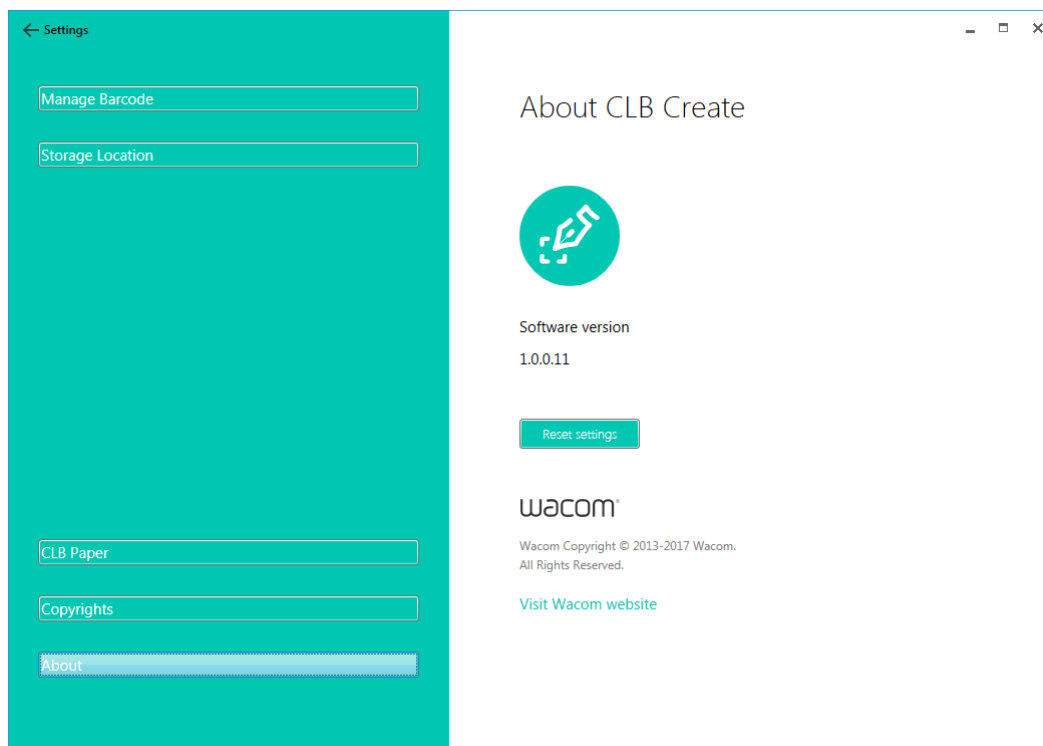 Settings
Manage Barcode
Storage Location
CLB Paper
Copyrights
About
About CLB Create
Software version
1.0.0.11
Reset settings
wacom
Wacom Copyright © 2013-2017 Wacom.
All Rights Reserved.
Visit Wacom website